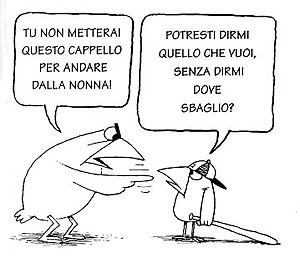 TU NON METTERAI
QUESTO CAPPELLO
PER ANDARE
DALLA NONNA!
POTRESTI DIRMI
QUELLO CHE VUOI,
SENZA DIRMI
DOVE
SBAGLIO?